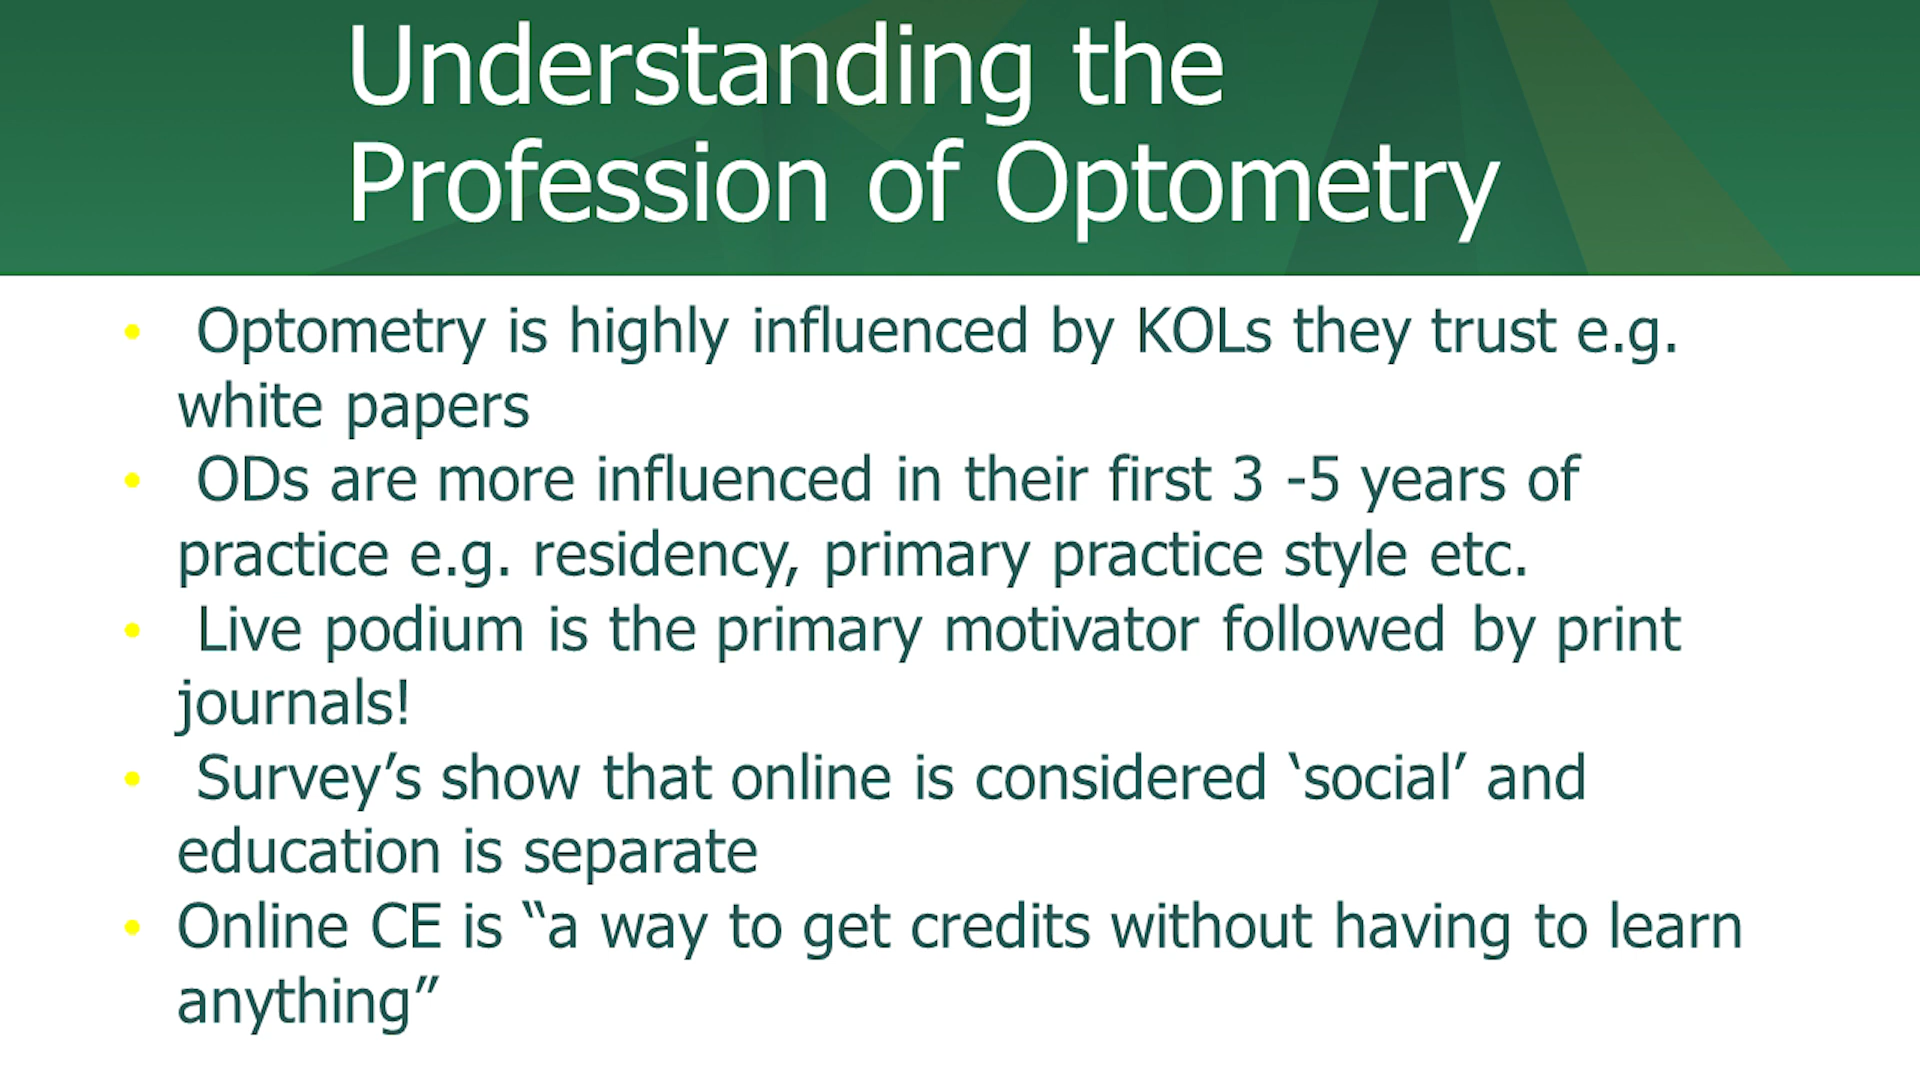 Understanding the
Profession of Optometry
• Optometry is highly influenced by KOLs they trust e.g.
white papers
• ODs are more influenced in their first 3 -5 years of
practice e.g. residency, primary practice style etc.
• Live podium is the primary motivator followed by print
journals!
• Survey’s show that online is considered ‘social’ and
education is separate
• Online CE is “a way to get credits without having to learn
anything”